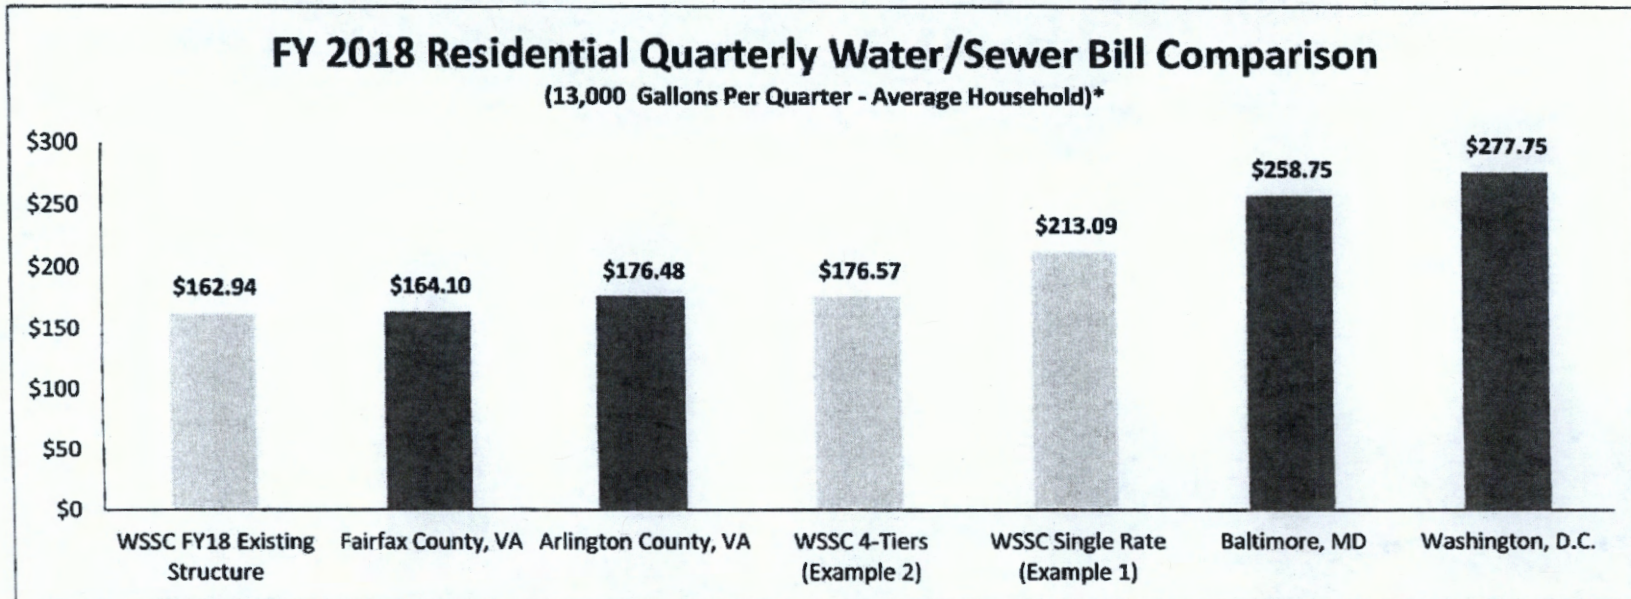 FY 2018 Residential Quarterly Water/Sewer Bill Comparison
(13,000 Gallons Per Quarter - Average Household)*
$300
$250
$200
$150
$100
$50
$0
$162.94
$164.10
$176.48
$176.57
$213.09
$258.75
$277.75
WSSC FY18 Existing
Structure
Fairfax County, VA
Arlington County, VA
WSSC 4-Tiers
(Example 2)
WSSC Single Rate
(Example 1)
Baltimore, MD
Washington, D.C.